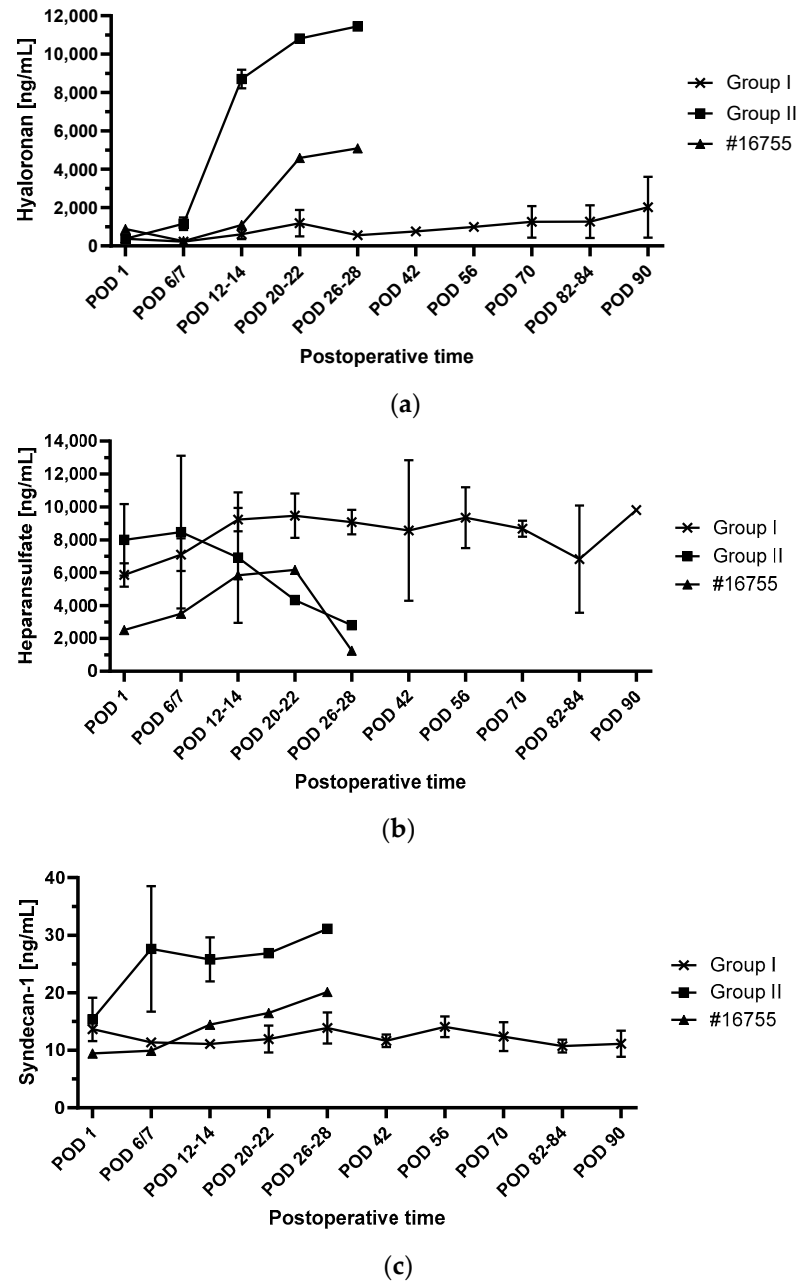 Hyaloronan [ng/mL]
12,000
10,000
8,000
6,000
4,000
2,000
0
POD 1
POD 6/7
POD 12-14
POD 20-22
POD 26-28
POD 42
POD 56
POD 70
POD 82-84
POD 90
Postoperative time
Group I
Group II
#16755
(a)
Heparansulfate [ng/mL]
14,000
12,000
10,000
8,000
6,000
4,000
2,000
0
POD 1
POD 6/7
POD 12-14
POD 20-22
POD 26-28
POD 42
POD 56
POD 70
POD 82-84
POD 90
Postoperative time
Group I
Group II
#16755
(b)
Syndecan-1 [ng/mL]
40
30
20
10
0
POD 1
POD 6/7
POD 12-14
POD 20-22
POD 26-28
POD 42
POD 56
POD 70
POD 82-84
POD 90
Postoperative time
Group I
Group II
#16755
(c)